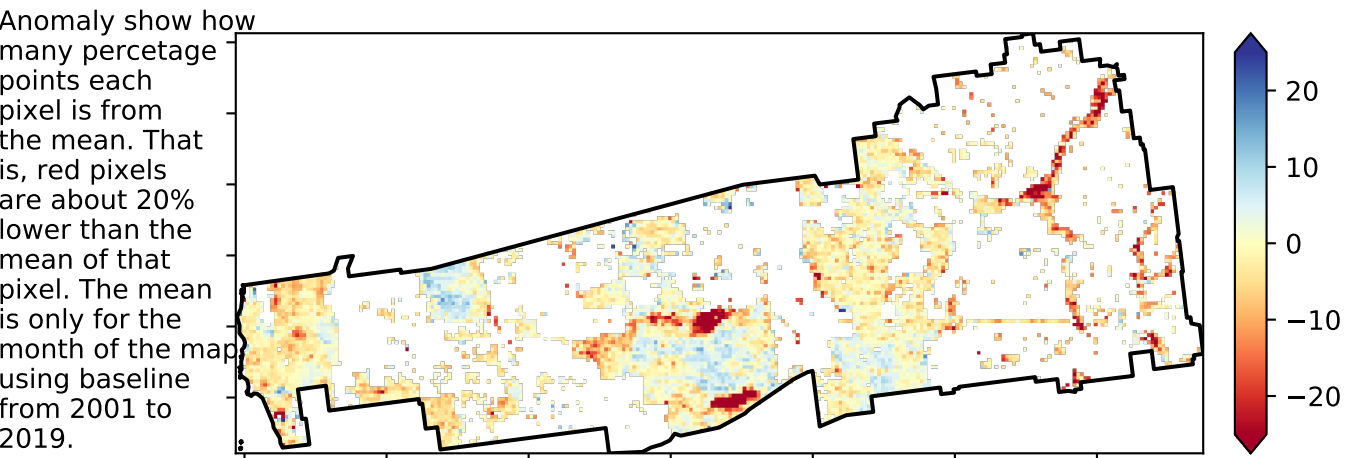 Anomaly show how
many percetage
points each
pixel is from
the mean. That
is, red pixels
are about 20%
lower than the
mean of that
pixel. The mean
is only for the
month of the map
using baseline
from 2001 to
2019.
20
10
0
−10
−20